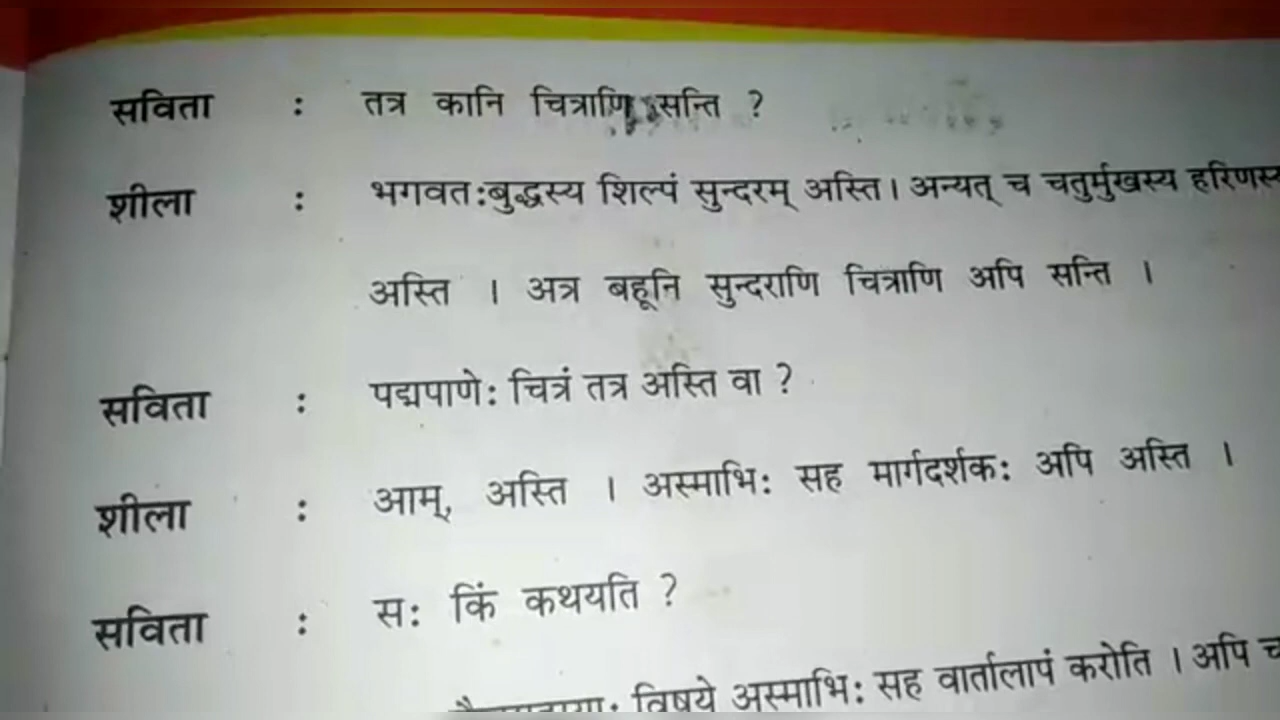 सविता : तत्र कानि चित्राणि सन्ति ?
शीला : भगवत:बुद्धस्य शिल्पं सुन्दरम् अस्ति। अन्यत् च चतुर्मुखस्य
अस्ति । अत्र बहूनि सुन्दराणि चित्राणि अपि सन्ति ।
सविता : पद्मपाणे: चित्रं तत्र अस्ति वा ?
शीला : आम्, अस्ति । अस्माभि: सह मार्गदर्शक: अपि अस्ति ।
सविता : स: किं कथयति ?
विषये अस्माभि: सह वार्तालापं करोति । अपि च